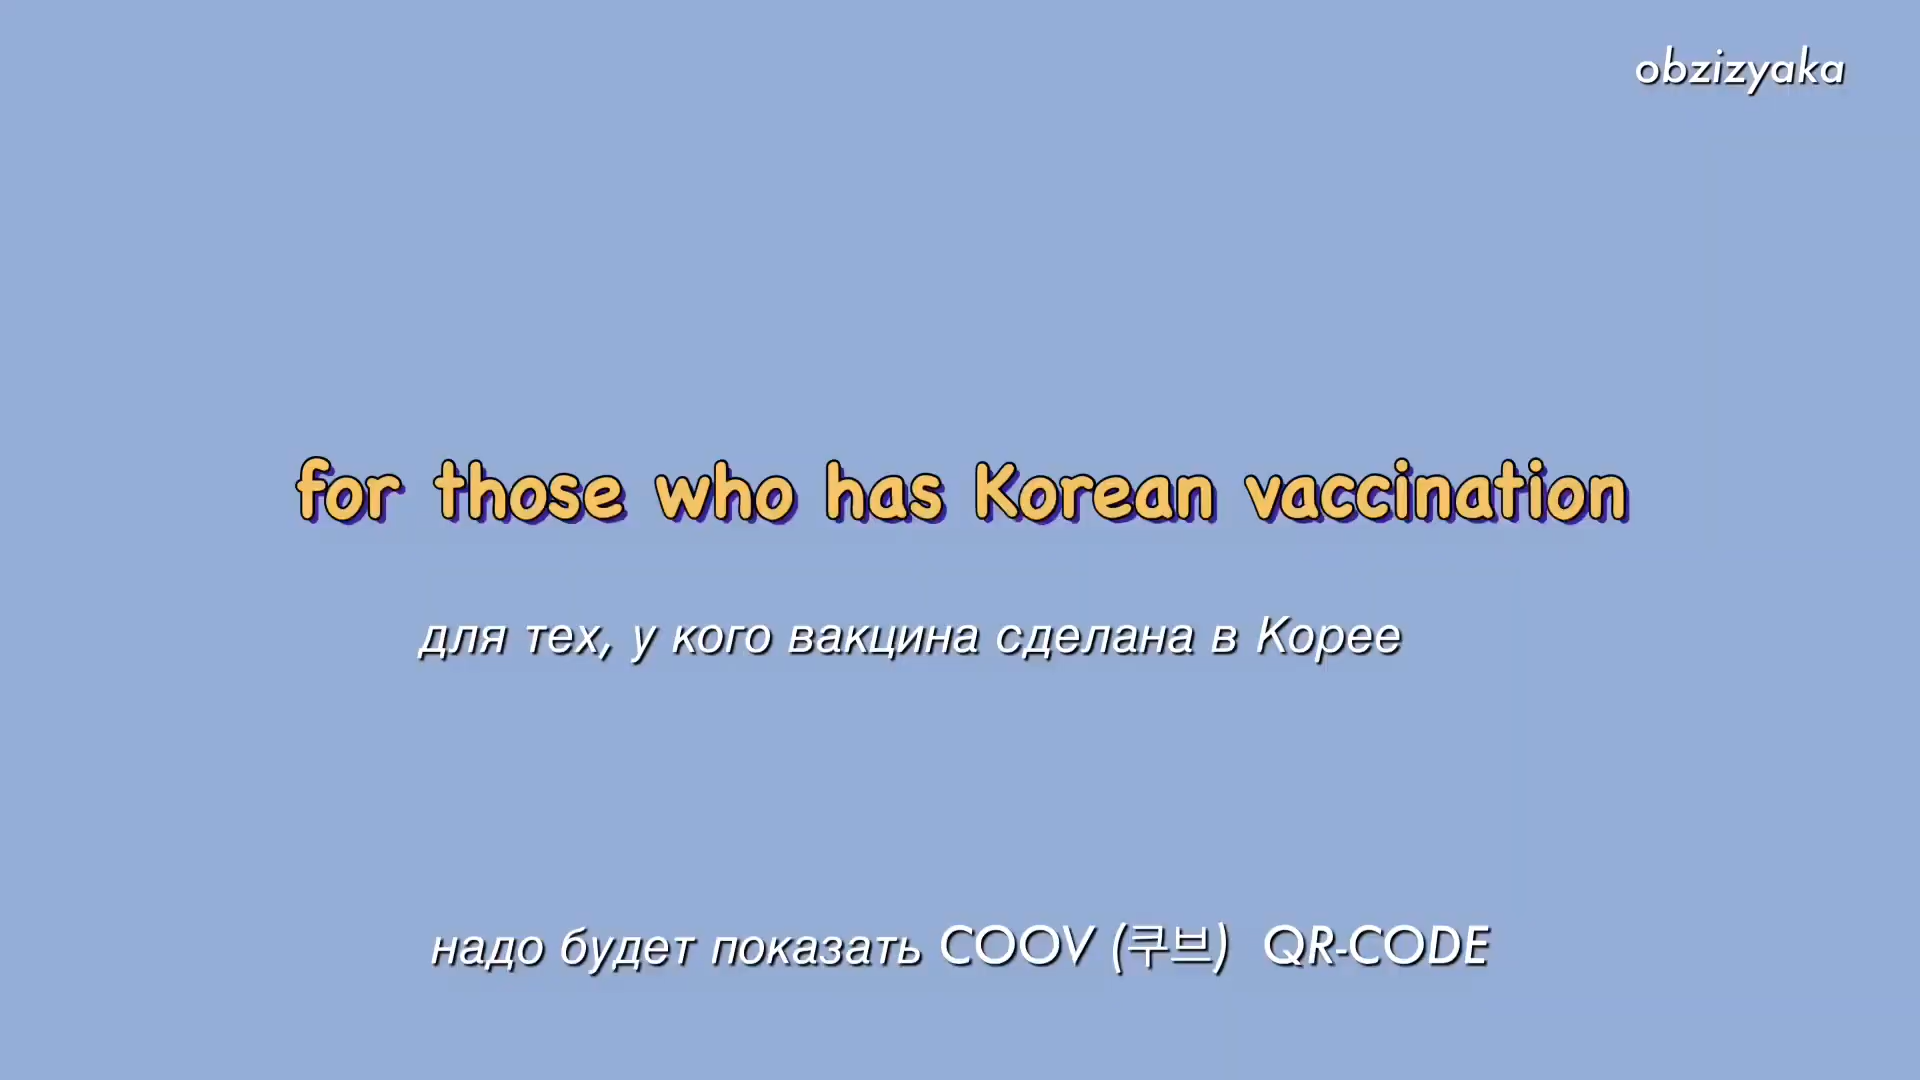 obzizyaka
for those who has Korean vaccination
для тех, у кого вакцина сделана в Корее
надо будет показать COOV (쿠브) QR-CODE